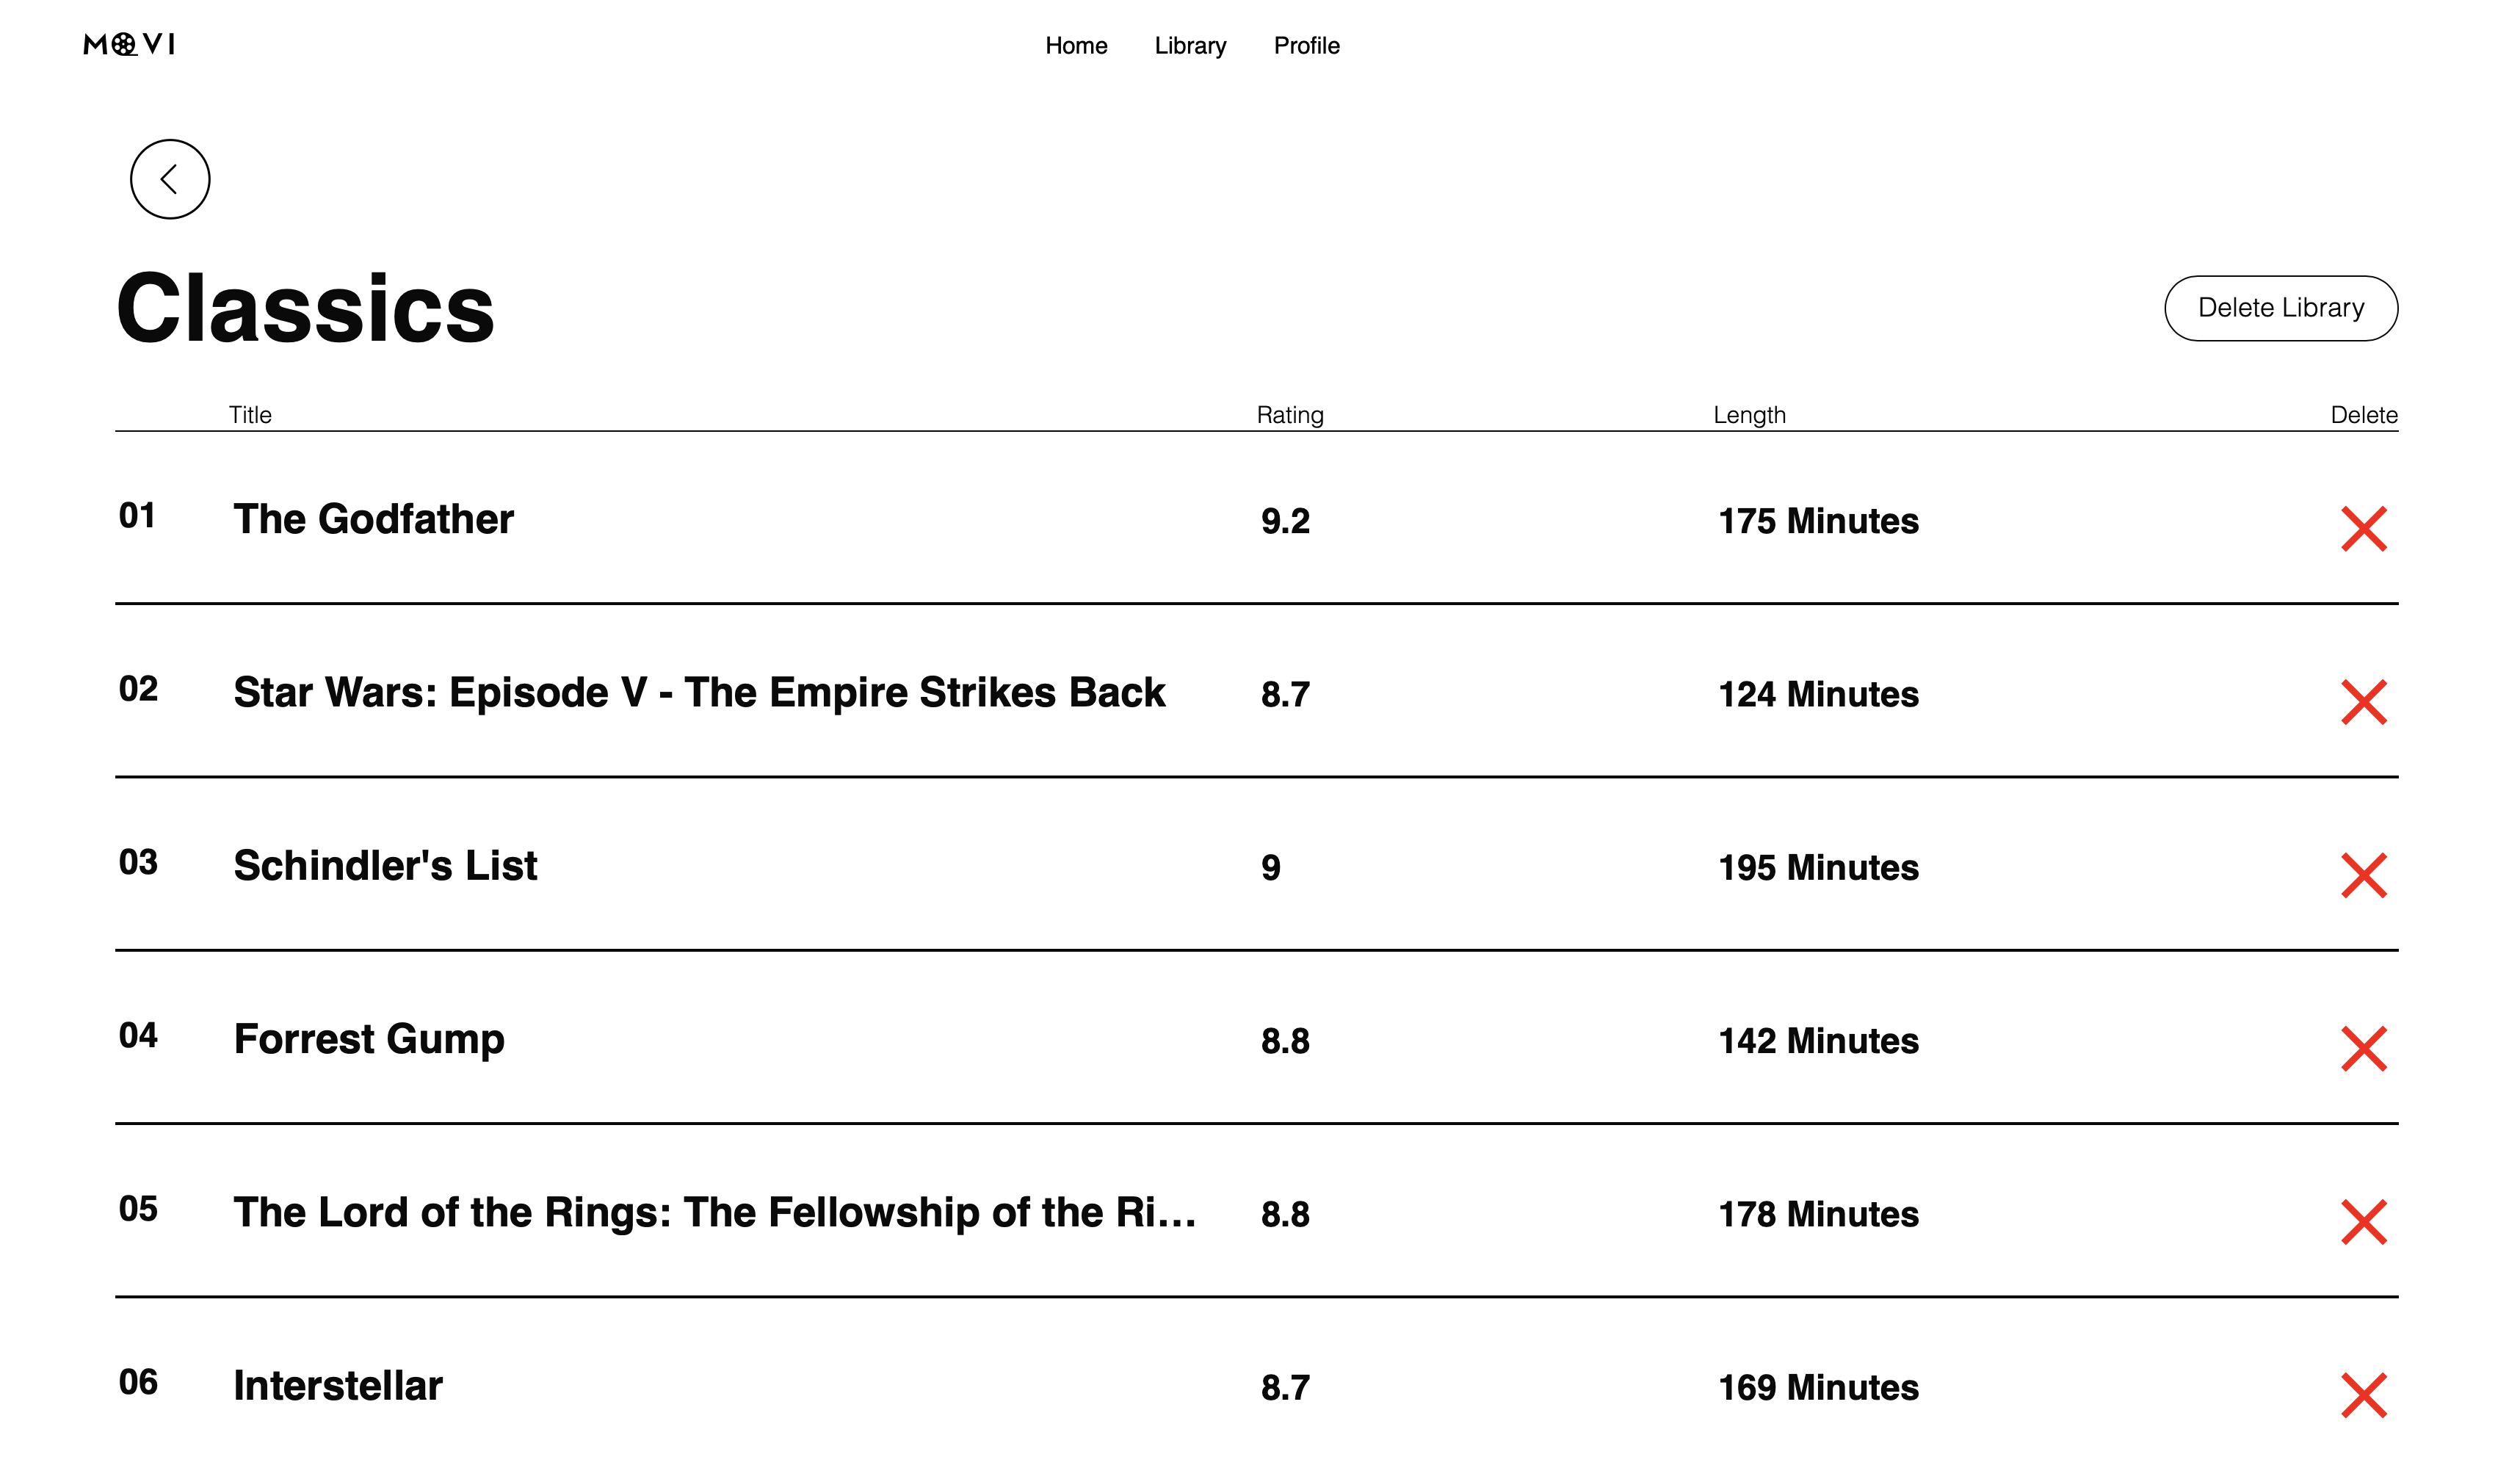 MOVI
Home Library Profile
Classics
Delete Library
Title Rating Length Delete
01 The Godfather 9.2 175 Minutes
02 Star Wars: Episode V - The Empire Strikes Back 8.7 124 Minutes
03 Schindler's List 9 195 Minutes
04 Forrest Gump 8.8 142 Minutes
05 The Lord of the Rings: The Fellowship of the Ri... 8.8 178 Minutes
06 Interstellar 8.7 169 Minutes